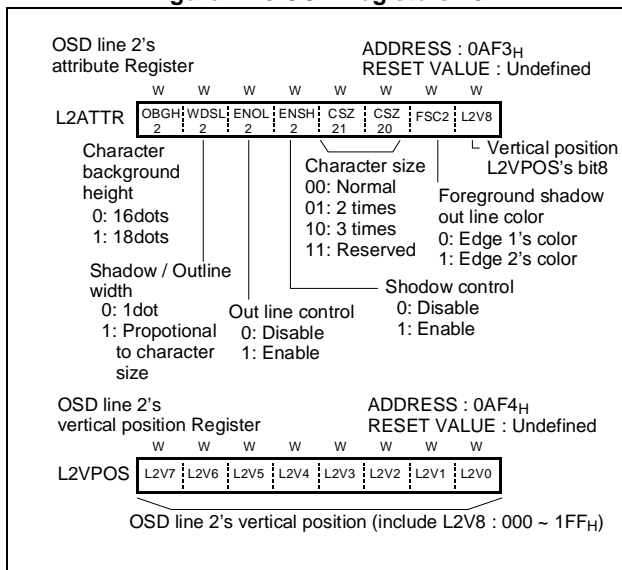 OSD line 2's
attribute Register
ADDRESS : 0AF3H
RESET VALUE : Undefined
W W W W W W W W
L2ATTR OBGH 2 WDSL 2 ENOL 2 ENSH 2 CSZ 21 CSZ 20 FSC2 L2V8
Character
background
height
0: 16dots
1: 18dots
Character size
00: Normal
01: 2 times
10: 3 times
11: Reserved
Vertical position
L2VPOS's bit8
Foreground shadow
out line color
0: Edge 1's color
1: Edge 2's color
Shadow / Outline
width
0: 1dot
1: Propotional
to character
size
Out line control
0: Disable
1: Enable
Shodow control
0: Disable
1: Enable
OSD line 2's
vertical position Register
ADDRESS : 0AF4H
RESET VALUE : Undefined
W W W W W W W W
L2VPOS L2V7 L2V6 L2V5 L2V4 L2V3 L2V2 L2V1 L2V0
OSD line 2's vertical position (include L2V8 : 000 ~ 1FFH)